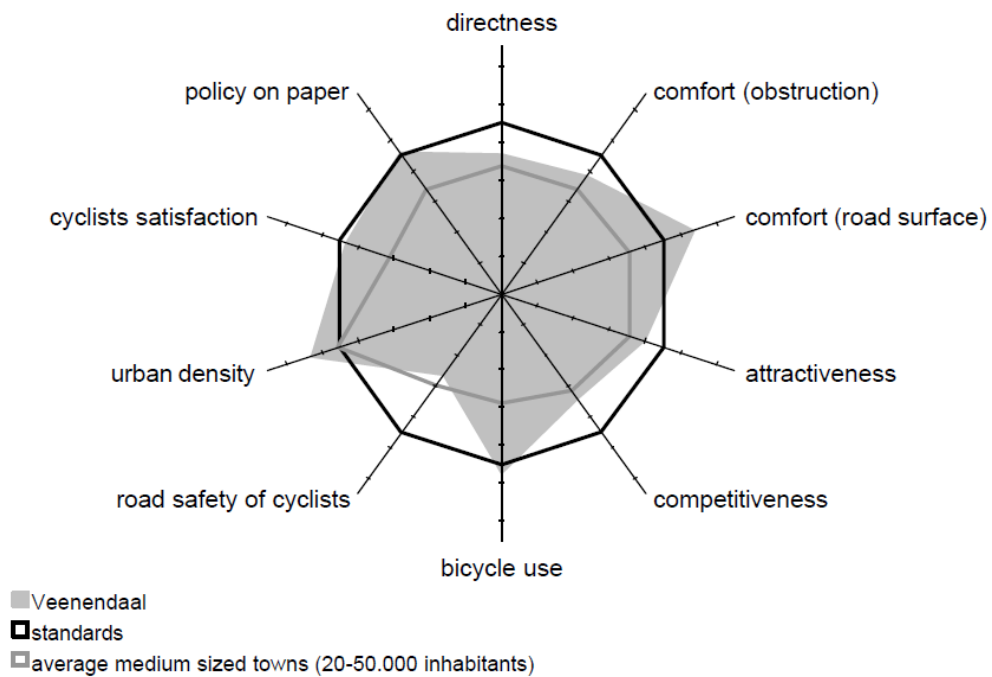 directness
policy on paper
comfort (obstruction)
cyclists satisfaction
comfort (road surface)
urban density
attractiveness
road safety of cyclists
competitiveness
bicycle use
Veenendaal
standards
average medium sized towns (20-50.000 inhabitants)